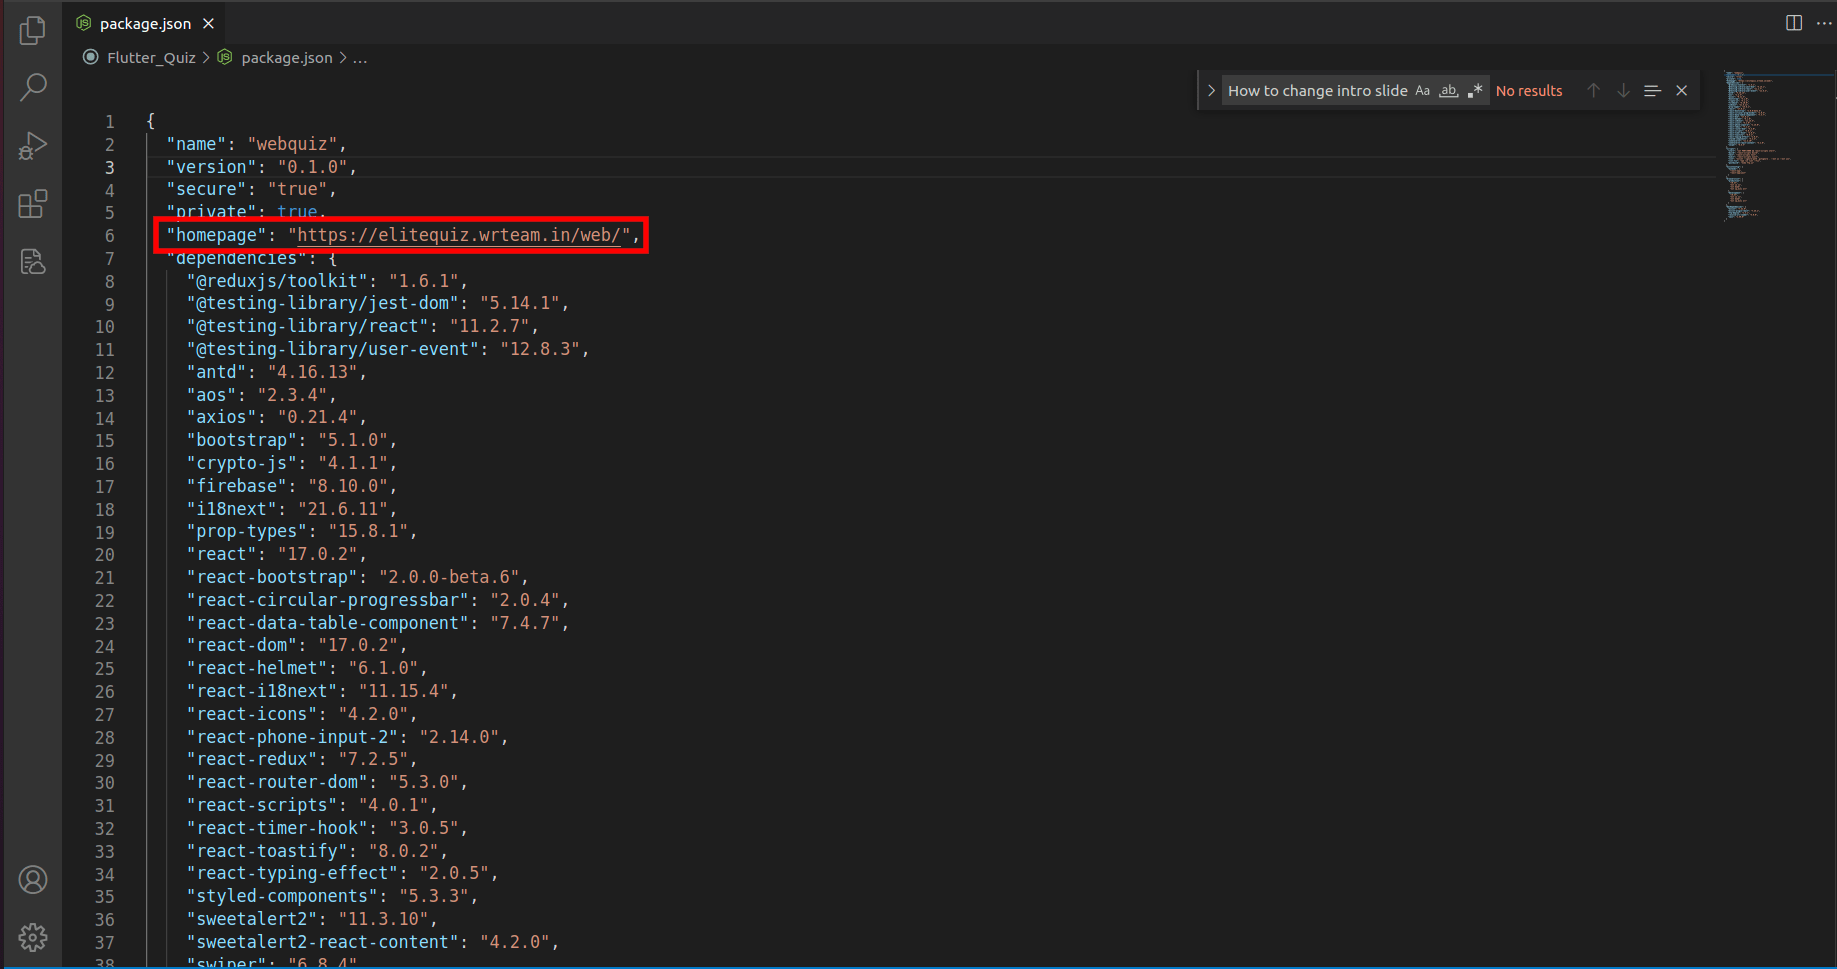 package.json
Flutter_Quiz > package.json > ...
How to change intro slide Aa ab .* No results
1 {
2 "name": "webquiz",
3 "version": "0.1.0",
4 "secure": "true",
5 "private": true,
6 "homepage": "https://elitequiz.wrteam.in/web/",
7 "dependencies": {
8 "@reduxjs/toolkit": "1.6.1",
9 "@testing-library/jest-dom": "5.14.1",
10 "@testing-library/react": "11.2.7",
11 "@testing-library/user-event": "12.8.3",
12 "antd": "4.16.13",
13 "aos": "2.3.4",
14 "axios": "0.21.4",
15 "bootstrap": "5.1.0",
16 "crypto-js": "4.1.1",
17 "firebase": "8.10.0",
18 "i18next": "21.6.11",
19 "prop-types": "15.8.1",
20 "react": "17.0.2",
21 "react-bootstrap": "2.0.0-beta.6",
22 "react-circular-progressbar": "2.0.4",
23 "react-data-table-component": "7.4.7",
24 "react-dom": "17.0.2",
25 "react-helmet": "6.1.0",
26 "react-i18next": "11.15.4",
27 "react-icons": "4.2.0",
28 "react-phone-input-2": "2.14.0",
29 "react-redux": "7.2.5",
30 "react-router-dom": "5.3.0",
31 "react-scripts": "4.0.1",
32 "react-timer-hook": "3.0.5",
33 "react-toastify": "8.0.2",
34 "react-typing-effect": "2.0.5",
35 "styled-components": "5.3.3",
36 "sweetalert2": "11.3.10",
37 "sweetalert2-react-content": "4.2.0",
38 "swiper": "6.8.4"